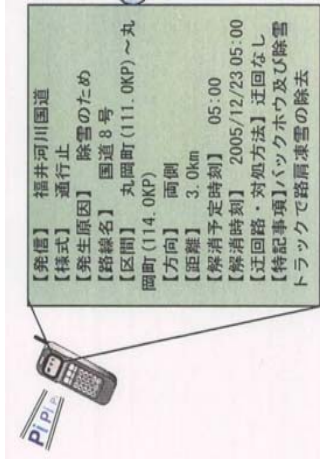 PiPiPi
【発信】 福井河川国道
【様式】 通行止
【発生原因】 除雪のため
【路線名】 国道8号
【区間】 丸岡町(111.0KP)〜丸
岡町(114.0KP)
【方向】 両側
【距離】 3.0km
【解消予定時刻】 05:00
【解消時刻】 2005/12/23 05:00
【迂回路・対処方法】 迂回なし
【特記事項】バックホウ及び除雪
トラックで路肩凍雪の除去